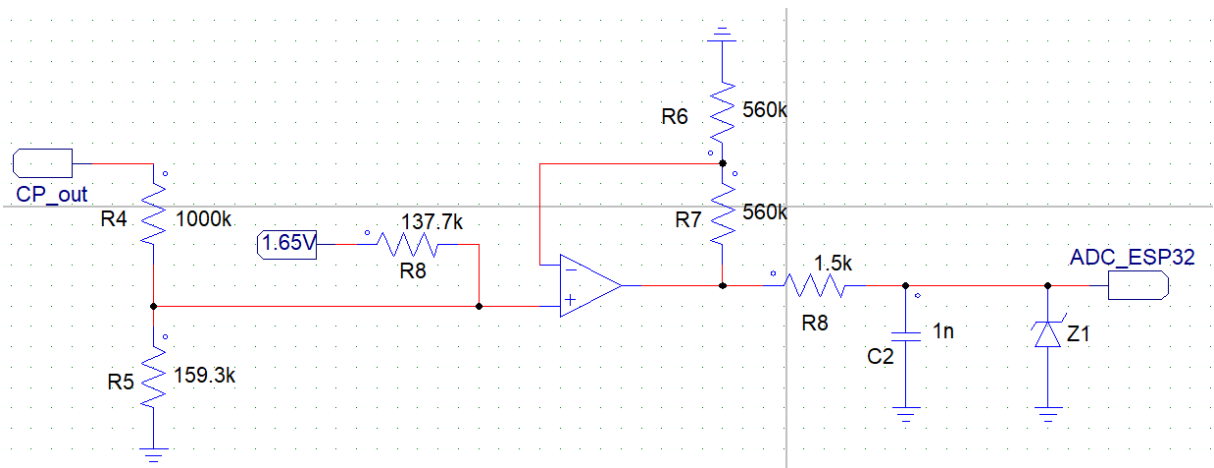 R6
560k
CP_out
R4
1000k
1.65V
137.7k
R8
R7
560k
−
+
1.5k
R8
ADC_ESP32
C2
1n
Z1
R5
159.3k